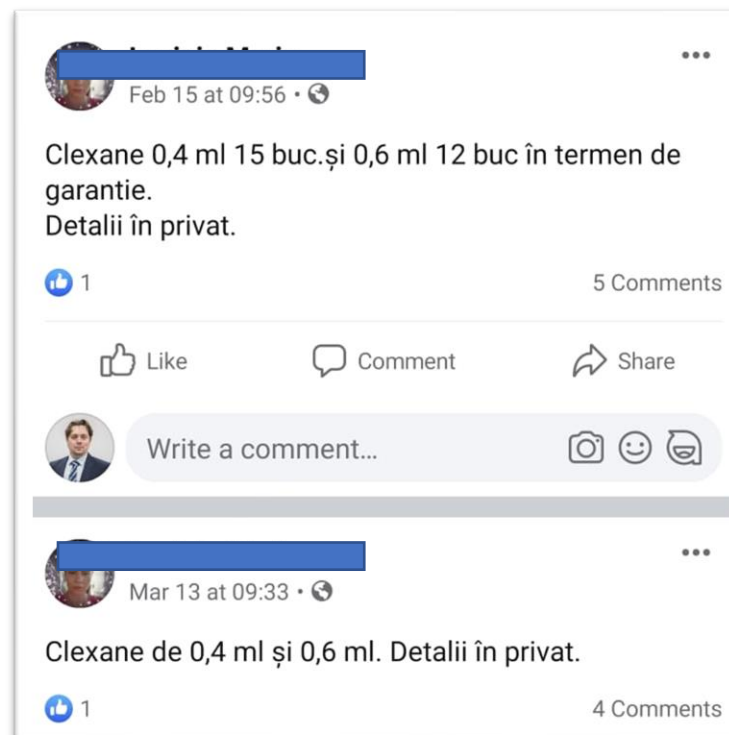 Feb 15 at 09:56 •
Clexane 0,4 ml 15 buc.și 0,6 ml 12 buc în termen de
garantie.
Detalii în privat.
1
5 Comments
Like
Comment
Share
Write a comment...
Mar 13 at 09:33 •
Clexane de 0,4 ml și 0,6 ml. Detalii în privat.
1
4 Comments